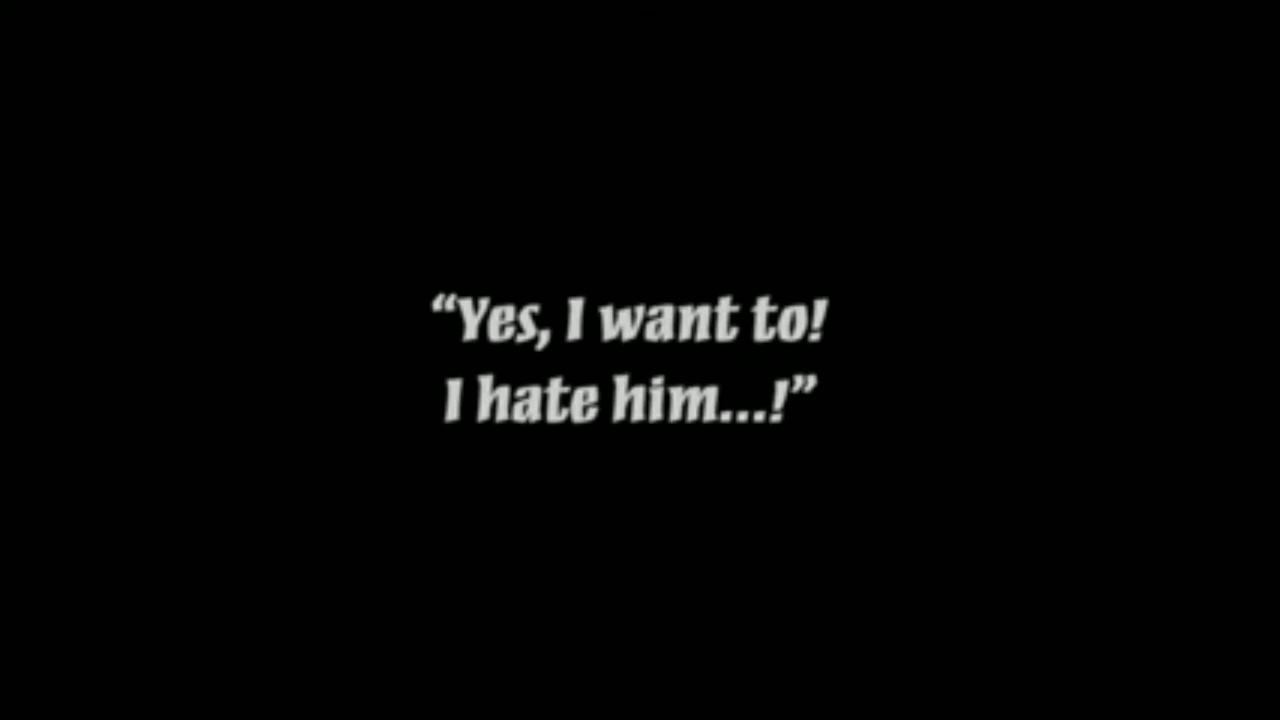 “Yes, I want to!
I hate him...!”